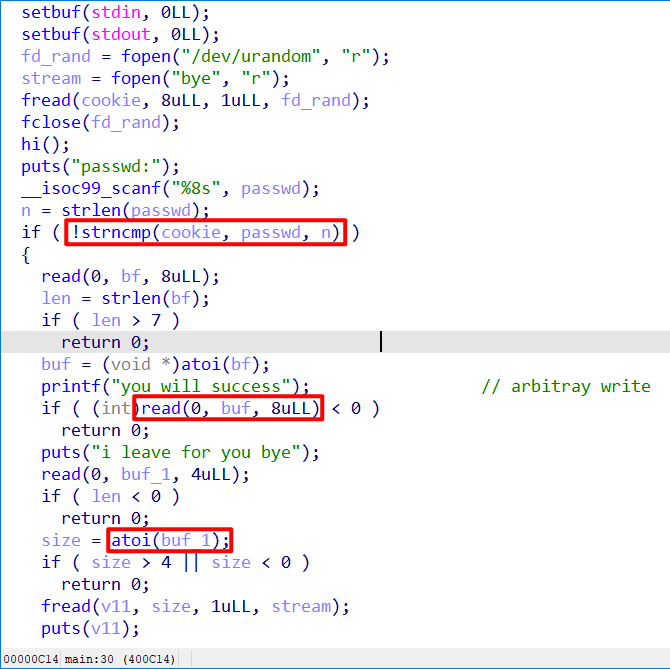 setbuf(stdin, 0LL);
setbuf(stdout, 0LL);
fd_rand = fopen("/dev/urandom", "r");
stream = fopen("bye", "r");
fread(cookie, 8uLL, 1uLL, fd_rand);
fclose(fd_rand);
hi();
puts("passwd:");
__isoc99_scanf("%8s", passwd);
n = strlen(passwd);
if ( !strncmp(cookie, passwd, n) )
{
read(0, bf, 8uLL);
len = strlen(bf);
if ( len > 7 )
return 0;
buf = (void *)atoi(bf);
printf("you will success"); // arbitray write
if ( (int)read(0, buf, 8uLL) < 0 )
return 0;
puts("i leave for you bye");
read(0, buf_1, 4uLL);
if ( len < 0 )
return 0;
size = atoi(buf_1);
if ( size > 4 || size < 0 )
return 0;
fread(v11, size, 1uLL, stream);
puts(v11);
00000C14 main:30 (400C14)